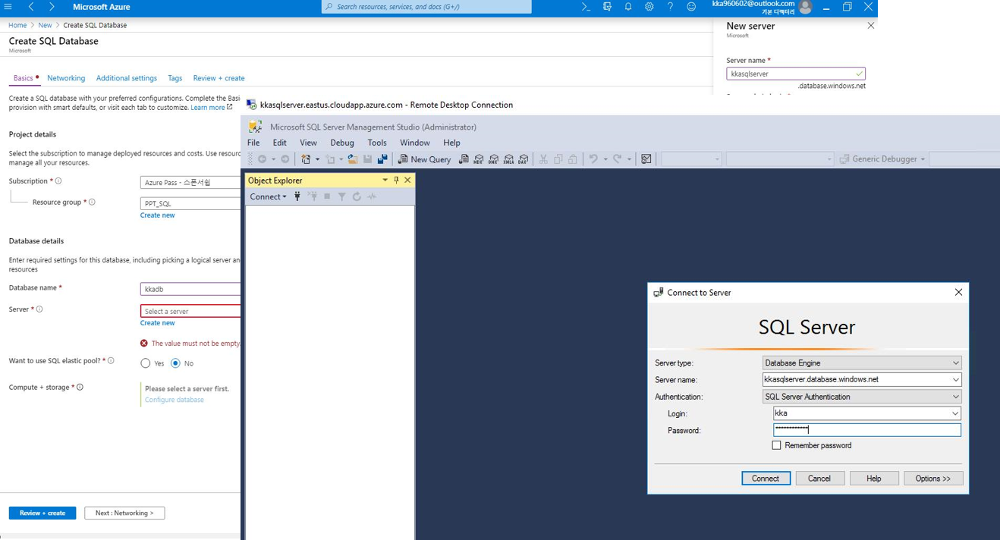 Microsoft Azure
Search resources, services, and docs (G+/)
kka960602@outlook.com
기본 디렉터리
Home > New > Create SQL Database
Create SQL Database
Microsoft
Basics
Networking
Additional settings
Tags
Review + create
Create a SQL database with your preferred configurations. Complete the Basi
provision with smart defaults, or visit each tab to customize. Learn more
Project details
Select the subscription to manage deployed resources and costs. Use resourc
manage all your resources.
Subscription *
Azure Pass - 스폰서쉽
Resource group *
PPT_SQL
Create new
Database details
Enter required settings for this database, including picking a logical server an
resources
Database name *
kkadb
Server *
Select a server
Create new
The value must not be empty.
Want to use SQL elastic pool? *
Yes
No
Compute + storage *
Please select a server first.
Configure database
Review + create
Next : Networking >
New server
Microsoft
Server name *
kkasqlserver
.database.windows.net
kkasqlserver.eastus.cloudapp.azure.com - Remote Desktop Connection
Microsoft SQL Server Management Studio (Administrator)
File Edit View Debug Tools Window Help
New Query
MDX
DMX
XMLA
DAX
Generic Debugger
Object Explorer
Connect
Connect to Server
SQL Server
Server type:
Database Engine
Server name:
kkasqlserver.database.windows.net
Authentication:
SQL Server Authentication
Login:
kka
Password:
************
Remember password
Connect
Cancel
Help
Options >>